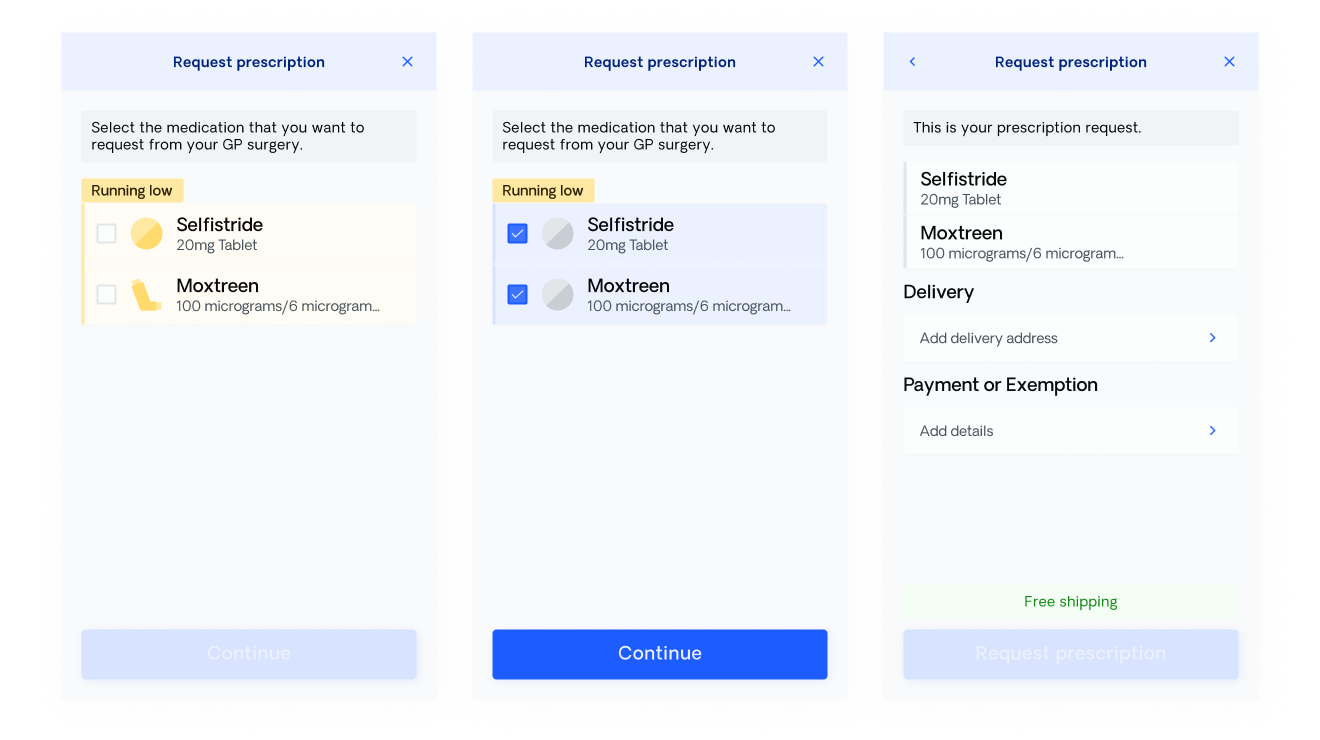 Request prescription
Select the medication that you want to
request from your GP surgery.
Running low
Selfistride
20mg Tablet
Moxtreen
100 micrograms/6 microgram...
Continue
Request prescription
Select the medication that you want to
request from your GP surgery.
Running low
Selfistride
20mg Tablet
Moxtreen
100 micrograms/6 microgram...
Continue
Request prescription
This is your prescription request.
Selfistride
20mg Tablet
Moxtreen
100 micrograms/6 microgram...
Delivery
Add delivery address
Payment or Exemption
Add details
Free shipping
Request prescription